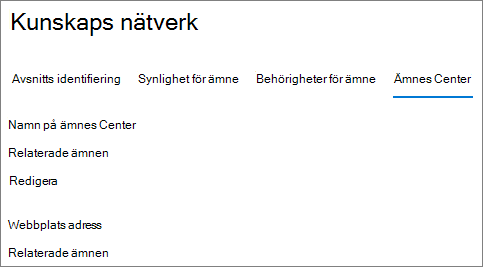 Kunskaps nätverk
Avsnitts identifiering Synlighet för ämne Behörigheter för ämne Ämnes Center
Namn på ämnes Center
Relaterade ämnen
Redigera
Webbplats adress
Relaterade ämnen